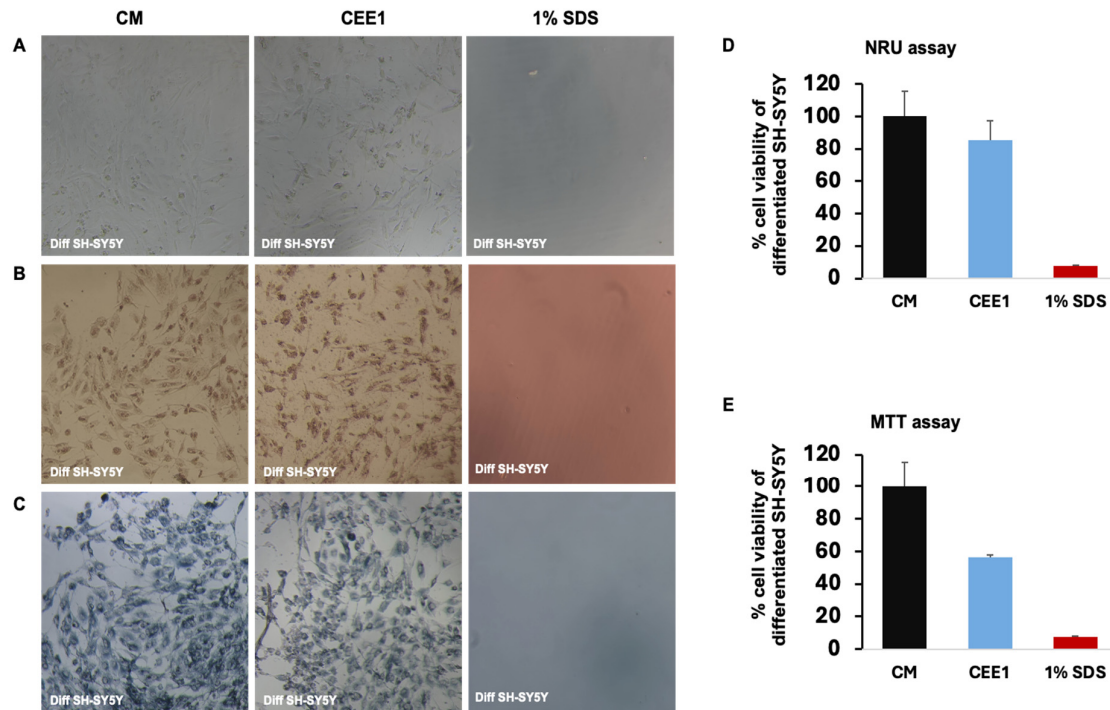 CM
CEE1
1% SDS
A
Diff SH-SY5Y
Diff SH-SY5Y
Diff SH-SY5Y
B
Diff SH-SY5Y
Diff SH-SY5Y
Diff SH-SY5Y
C
Diff SH-SY5Y
Diff SH-SY5Y
Diff SH-SY5Y
D
NRU assay
% cell viability of
differentiated SH-SY5Y
120
100
80
60
40
20
0
CM
CEE1
1% SDS
E
MTT assay
% cell viability of
differentiated SH-SY5Y
120
100
80
60
40
20
0
CM
CEE1
1% SDS